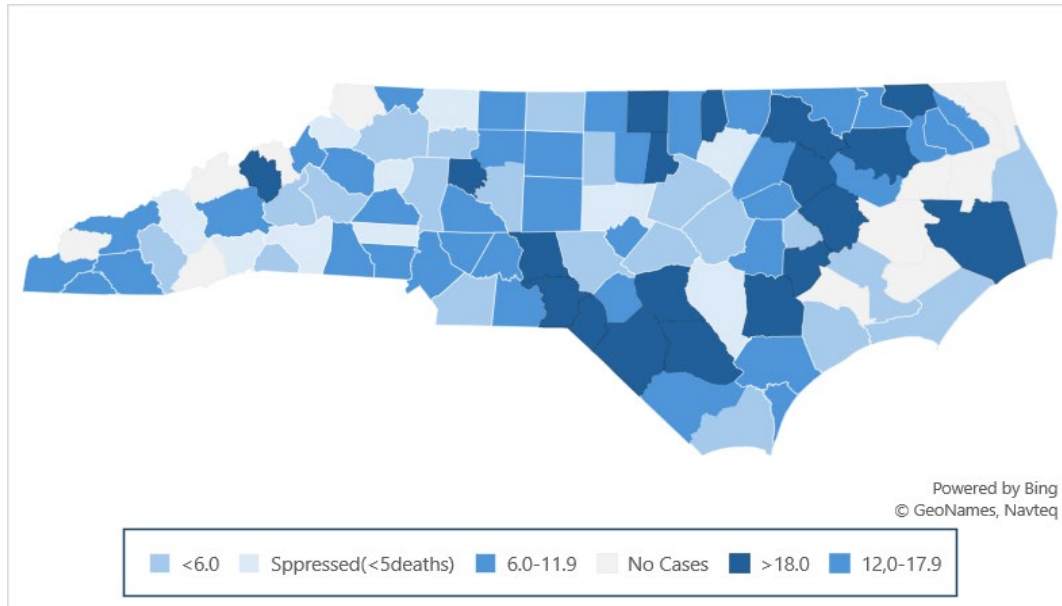 Powered by Bing
© GeoNames, Navteq
<6.0 Sppressed(<5deaths) 6.0-11.9 No Cases >18.0 12,0-17.9